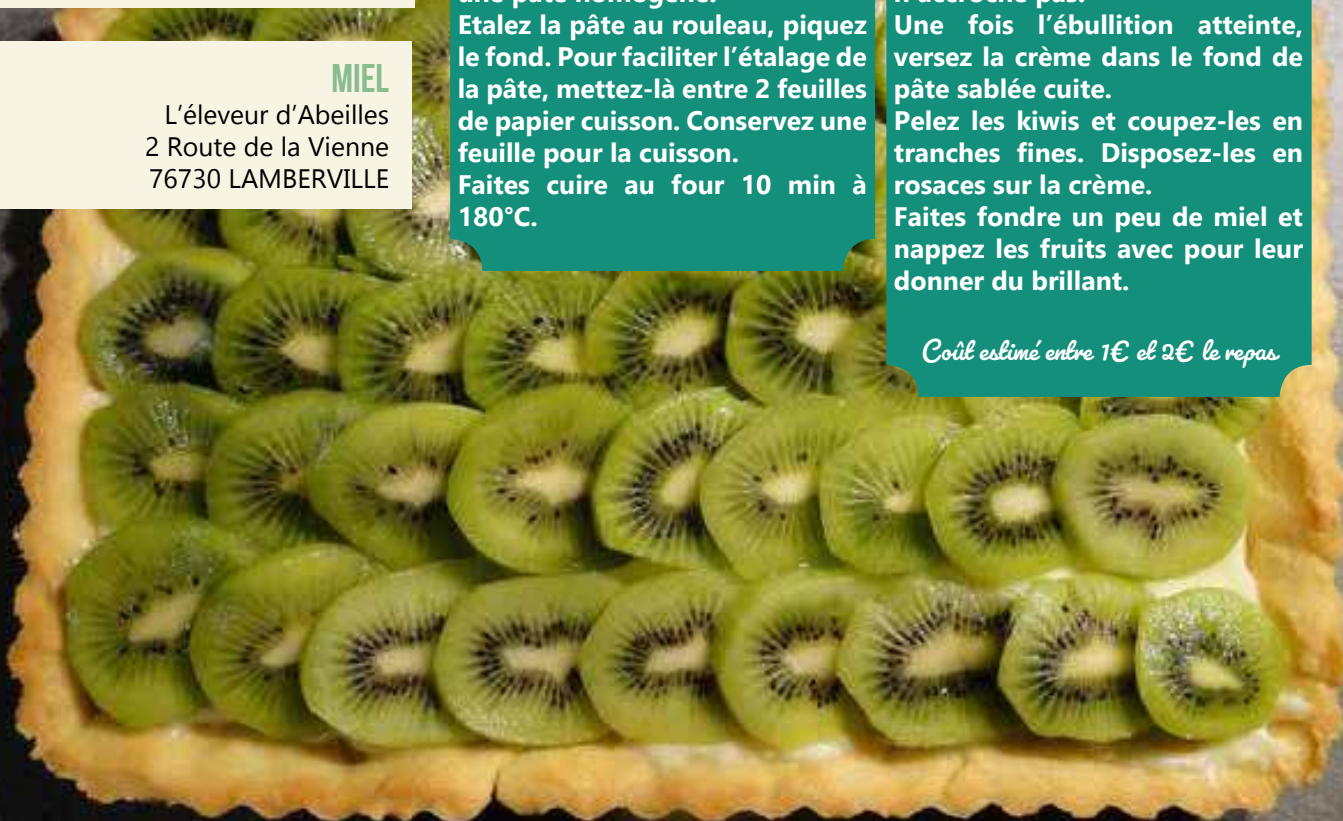 MIEL
L'éleveur d'Abeilles
2 Route de la Vienne
76730 LAMBERVILLE
une pâte homogène.
Etalez la pâte au rouleau, piquez
le fond. Pour faciliter l'étalage de
la pâte, mettez-là entre 2 feuilles
de papier cuisson. Conservez une
feuille pour la cuisson.
Faites cuire au four 10 min à
180°C.
n'accroche pas.
Une fois l'ébullition atteinte,
versez la crème dans le fond de
pâte sablée cuite.
Pelez les kiwis et coupez-les en
tranches fines. Disposez-les en
rosaces sur la crème.
Faites fondre un peu de miel et
nappez les fruits avec pour leur
donner du brillant.
Coût estimé entre 1€ et 2€ le repas